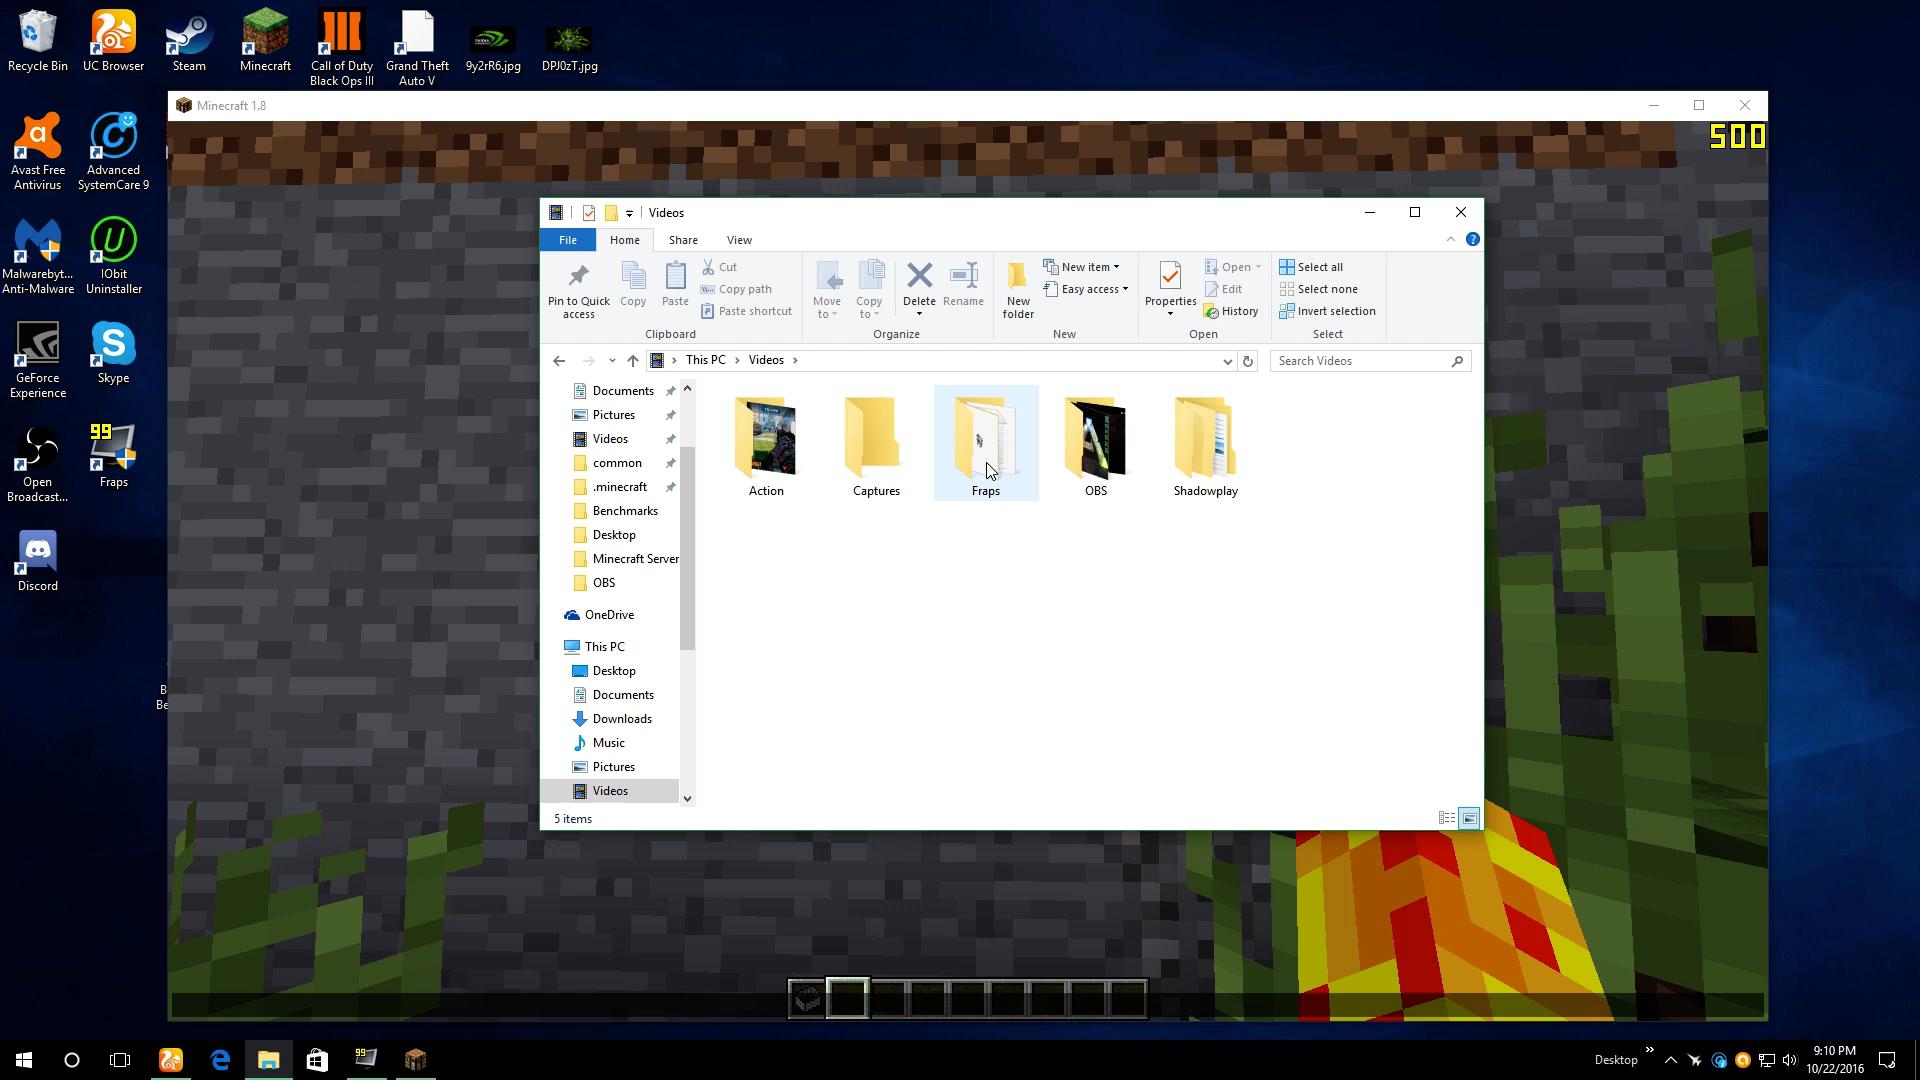 Recycle Bin
UC Browser
Steam
Minecraft
Call of Duty
Black Ops III
Grand Theft
Auto V
9y2rR6.jpg
DPJ0zT.jpg
Avast Free
Antivirus
Advanced
SystemCare 9
Malwarebyt...
Anti-Malware
IObit
Uninstaller
GeForce
Experience
Skype
Open
Broadcast...
99
Fraps
Discord
Minecraft 1.8
500
Videos
File
Home
Share
View
Pin to Quick
access
Copy
Paste
Cut
Copy path
Paste shortcut
Clipboard
Move
to
Copy
to
Delete
Rename
Organize
New
folder
New item
Easy access
New
Properties
Open
Edit
History
Open
Select all
Select none
Invert selection
Select
This PC
Videos
Search Videos
Documents
Pictures
Videos
common
.minecraft
Benchmarks
Desktop
Minecraft Server
OBS
OneDrive
This PC
Desktop
Documents
Downloads
Music
Pictures
Videos
Action
Captures
Fraps
OBS
Shadowplay
5 items
B
Be
99
Desktop
9:10 PM
10/22/2016